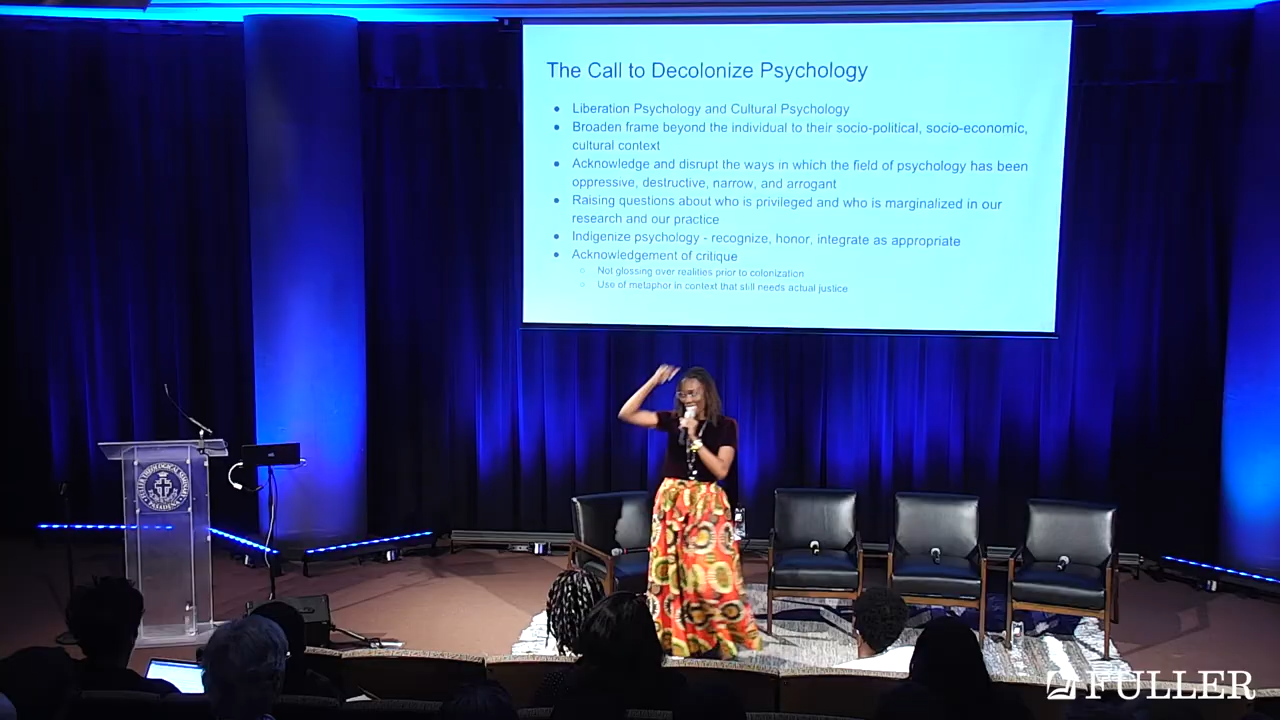 The Call to Decolonize Psychology
● Liberation Psychology and Cultural Psychology
● Broaden frame beyond the individual to their socio-political, socio-economic,
cultural context
● Acknowledge and disrupt the ways in which the field of psychology has been
oppressive, destructive, narrow, and arrogant
● Raising questions about who is privileged and who is marginalized in our
research and our practice
● Indigenize psychology - recognize, honor, integrate as appropriate
● Acknowledgement of critique
○ Not glossing over realities prior to colonization
○ Use of metaphor in context that still needs actual justice
FULLER THEOLOGICAL SEMINARY
PASADENA
FULLER